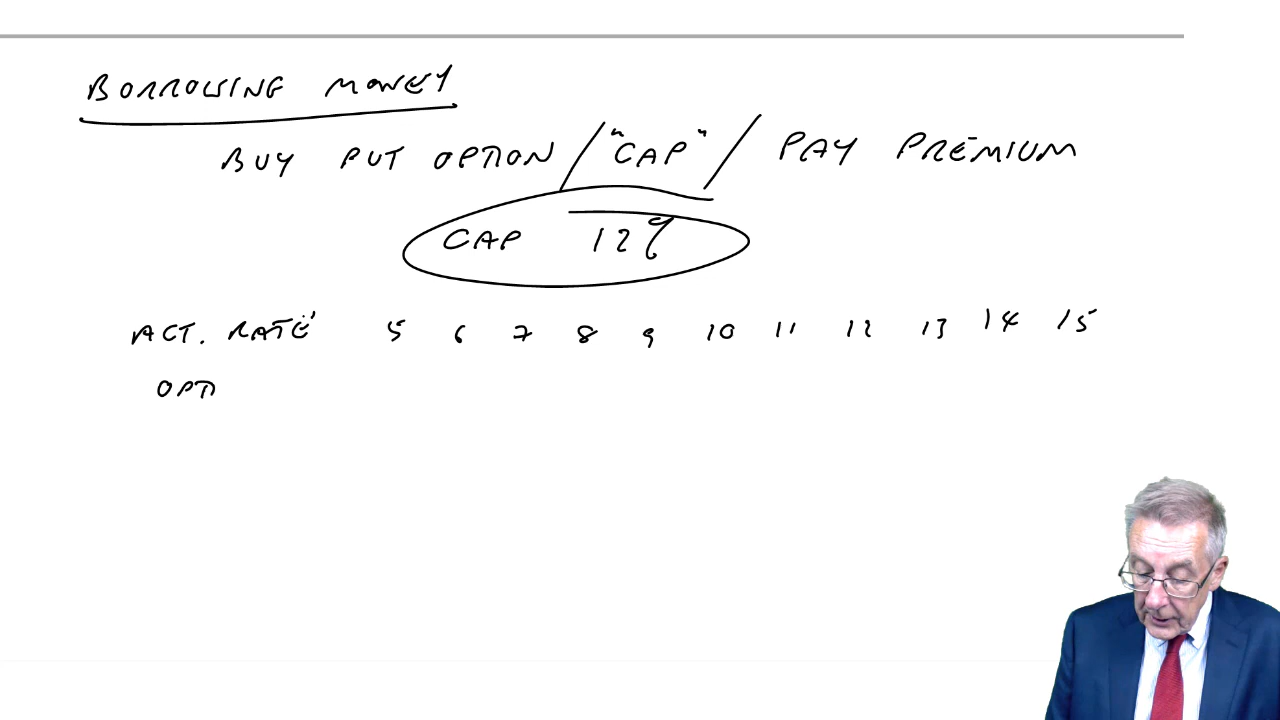 BORROWING MONEY
BUY PUT OPTION / "CAP" / PAY PREMIUM
CAP 12%
ACT. RATE 5 6 7 8 9 10 11 12 13 14 15
OPTI